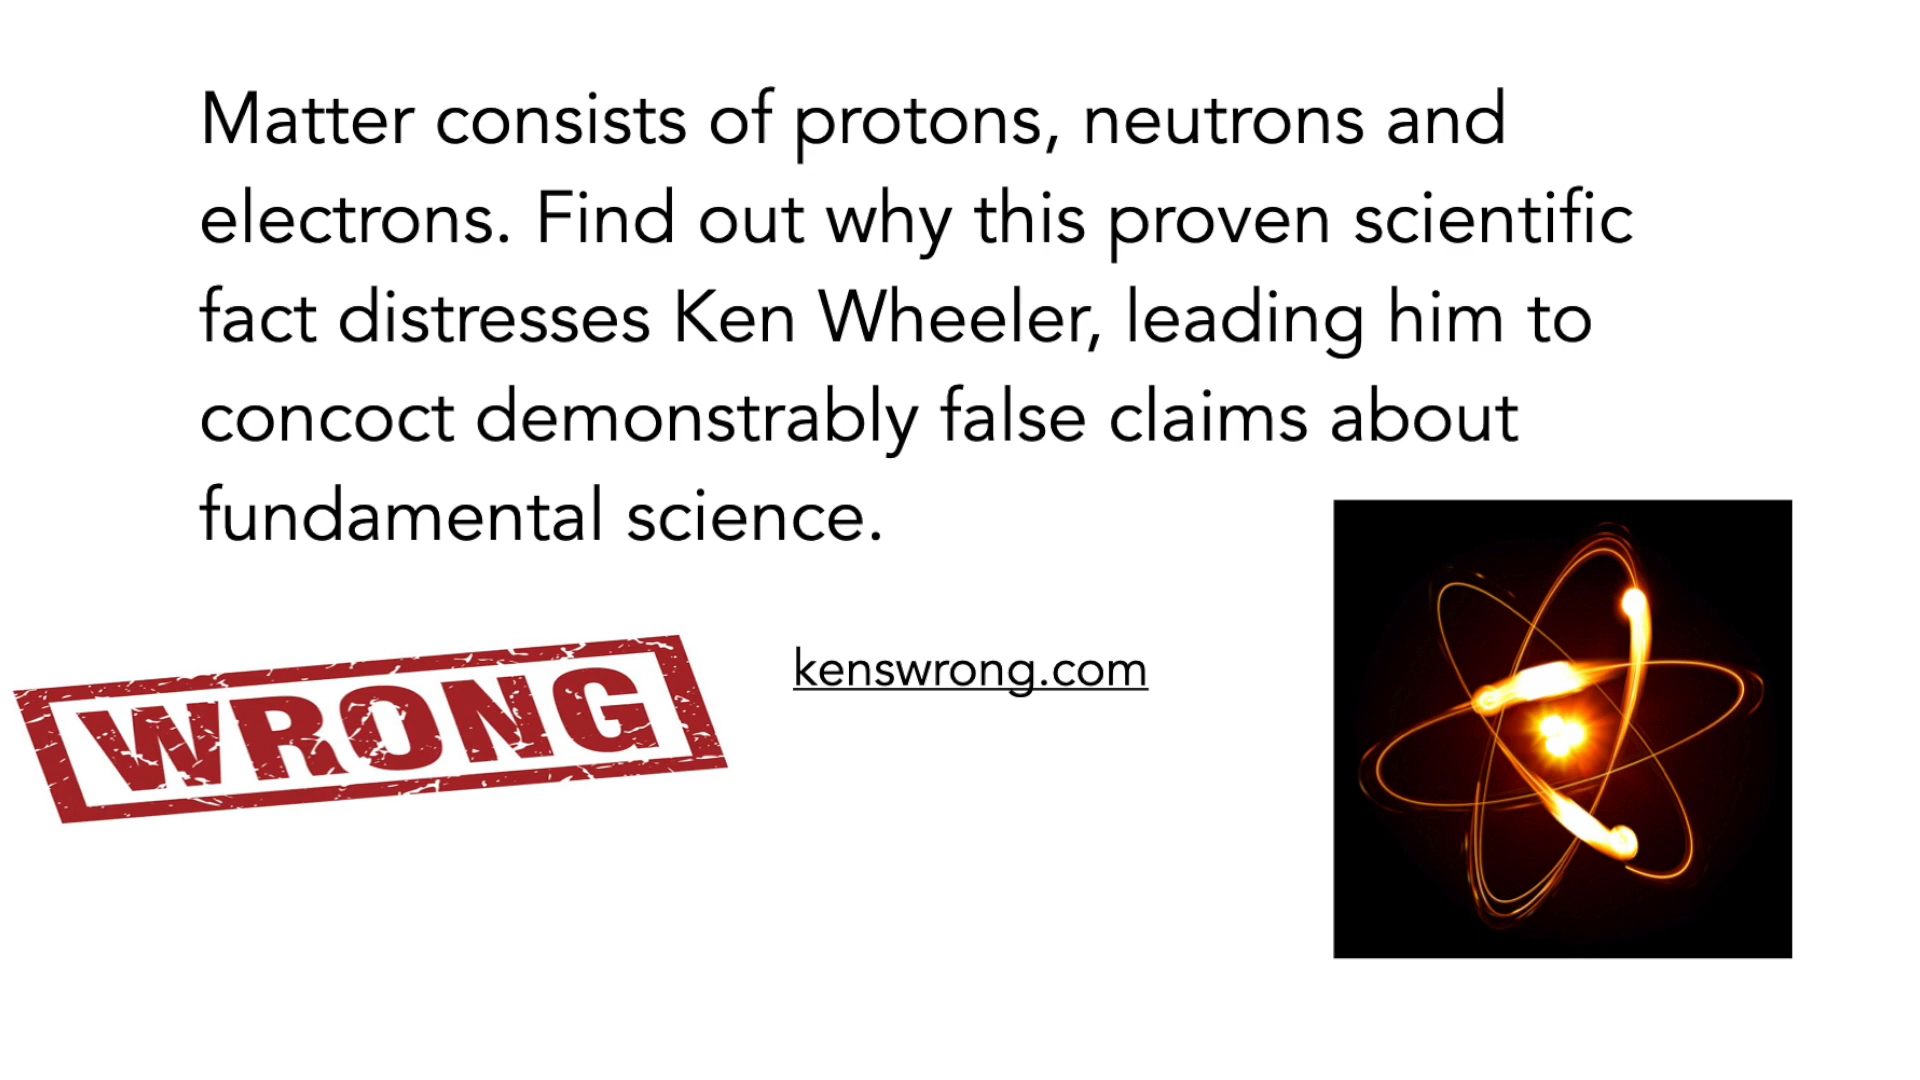 Matter consists of protons, neutrons and
electrons. Find out why this proven scientific
fact distresses Ken Wheeler, leading him to
concoct demonstrably false claims about
fundamental science.
WRONG
kenswrong.com